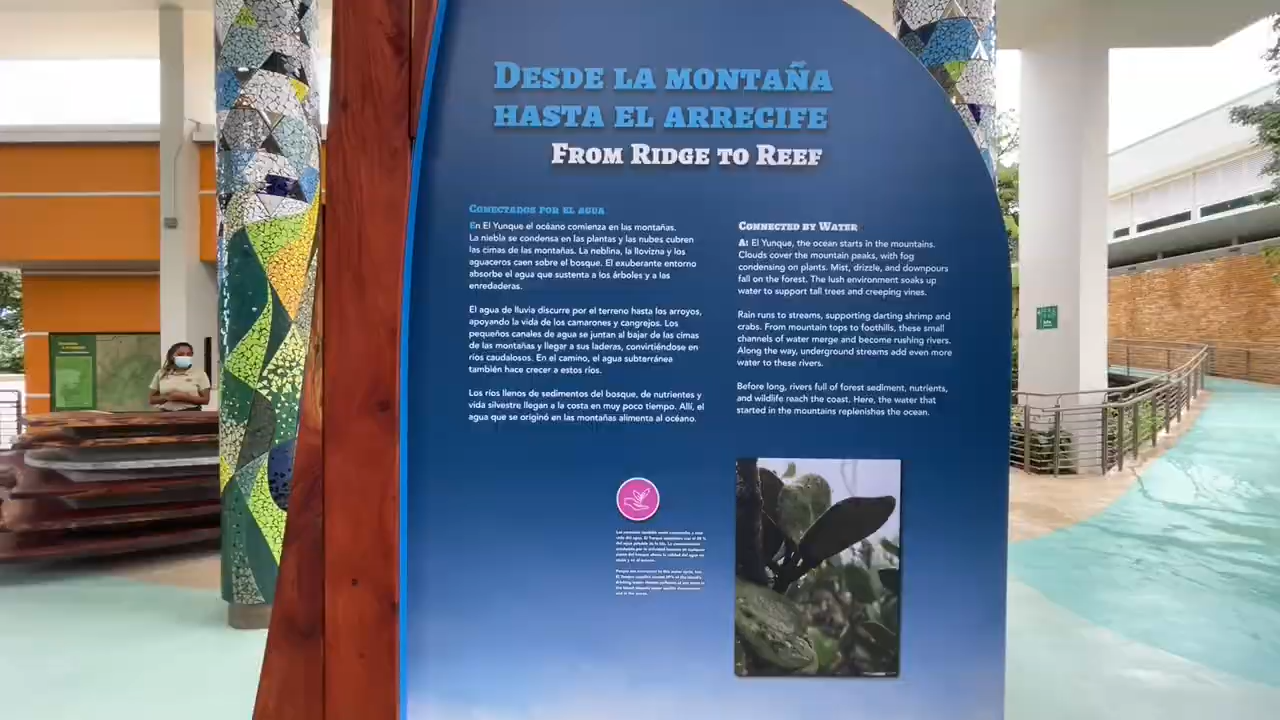 DESDE LA MONTAÑA
HASTA EL ARRECIFE
FROM RIDGE TO REEF
CONECTADOS POR EL AGUA
En El Yunque el océano comienza en las montañas.
La niebla se condensa en las plantas y las nubes cubren
las cimas de las montañas. La neblina, la llovizna y los
aguaceros caen sobre el bosque. El exuberante entorno
absorbe el agua que sustenta a los árboles y a las
enredaderas.
El agua de lluvia discurre por el terreno hasta los arroyos,
apoyando la vida de los camarones y cangrejos. Los
pequeños canales de agua se juntan al bajar de las cimas
de las montañas y llegar a sus laderas, convirtiéndose en
ríos caudalosos. En el camino, el agua subterránea
también hace crecer a estos ríos.
Los ríos llenos de sedimentos del bosque, de nutrientes y
vida silvestre llegan a la costa en muy poco tiempo. Allí, el
agua que se originó en las montañas alimenta al océano.
CONNECTED BY WATER
At El Yunque, the ocean starts in the mountains.
Clouds cover the mountain peaks, with fog
condensing on plants. Mist, drizzle, and downpours
fall on the forest. The lush environment soaks up
water to support tall trees and creeping vines.
Rain runs to streams, supporting darting shrimp and
crabs. From mountain tops to foothills, these small
channels of water merge and become rushing rivers.
Along the way, underground streams add even more
water to these rivers.
Before long, rivers full of forest sediment, nutrients,
and wildlife reach the coast. Here, the water that
started in the mountains replenishes the ocean.